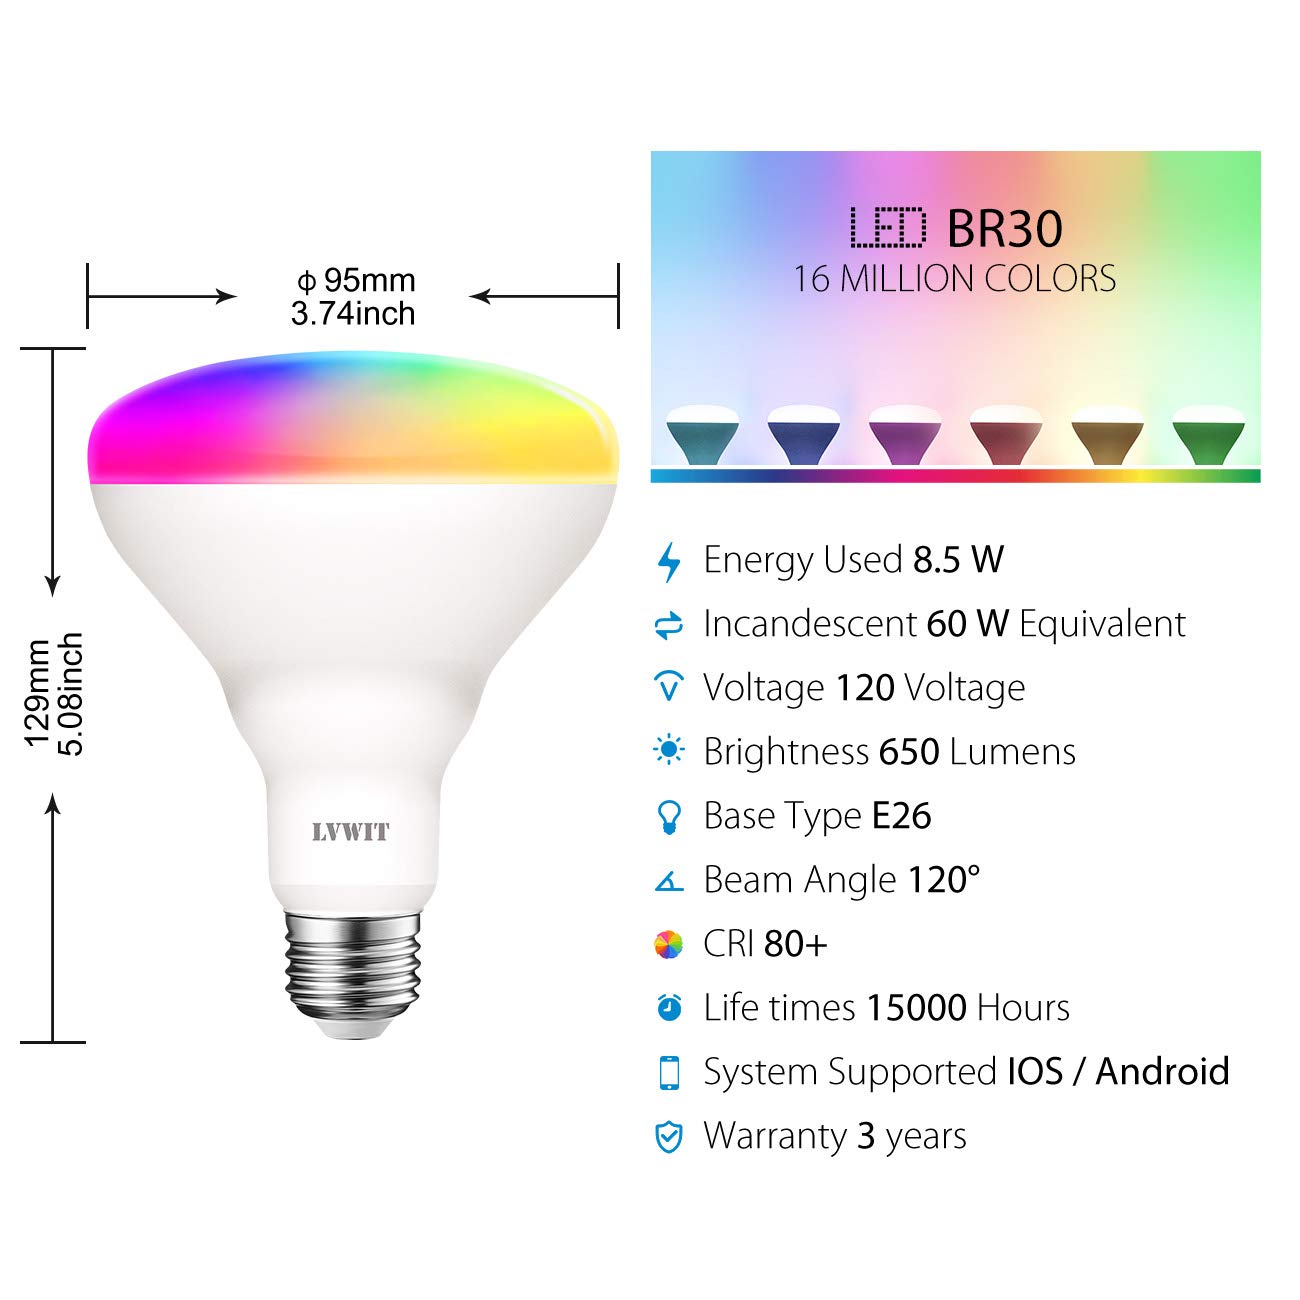 φ 95mm
3.74inch
129mm
5.08inch
LVWIT
LED BR30
16 MILLION COLORS
Energy Used 8.5 W
Incandescent 60 W Equivalent
Voltage 120 Voltage
Brightness 650 Lumens
Base Type E26
Beam Angle 120°
CRI 80+
Life times 15000 Hours
System Supported IOS / Android
Warranty 3 years